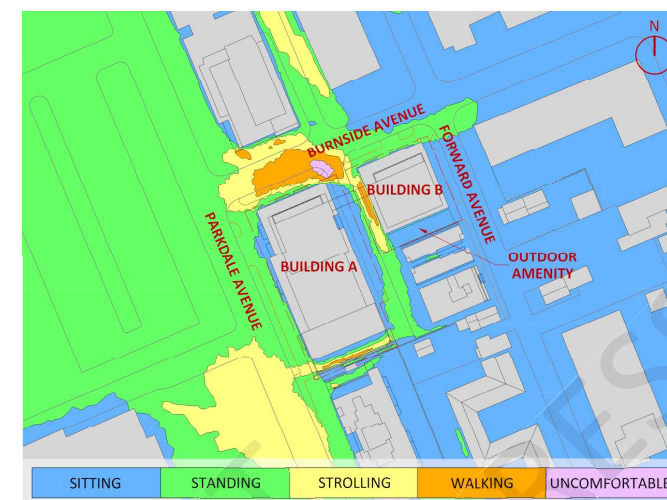 N
BURNSIDE AVENUE
FORWARD AVENUE
BUILDING B
PARKDALE AVENUE
BUILDING A
OUTDOOR
AMENITY
SITTING
STANDING
STROLLING
WALKING
UNCOMFORTABLE